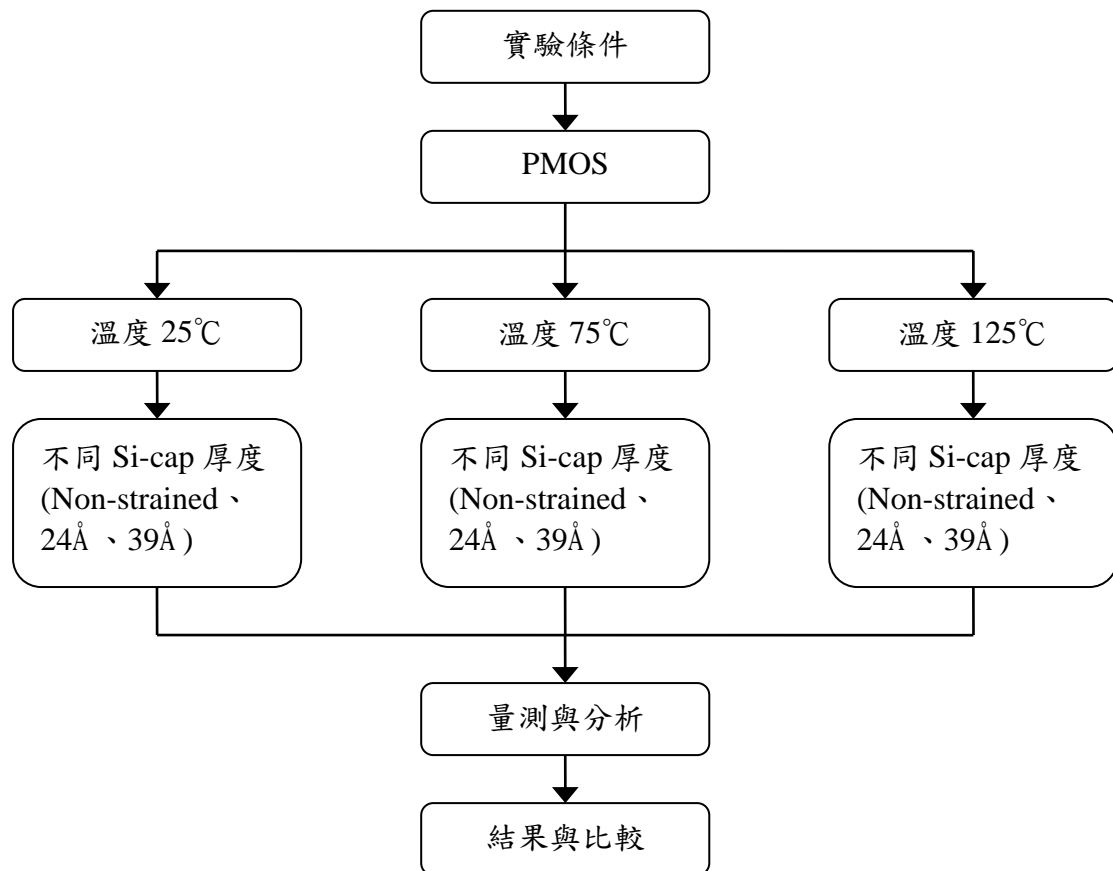 實驗條件
PMOS
溫度 25℃
溫度 75℃
溫度 125℃
不同 Si-cap 厚度
(Non-strained、
24Å、39Å)
不同 Si-cap 厚度
(Non-strained、
24Å、39Å)
不同 Si-cap 厚度
(Non-strained、
24Å、39Å)
量測與分析
結果與比較